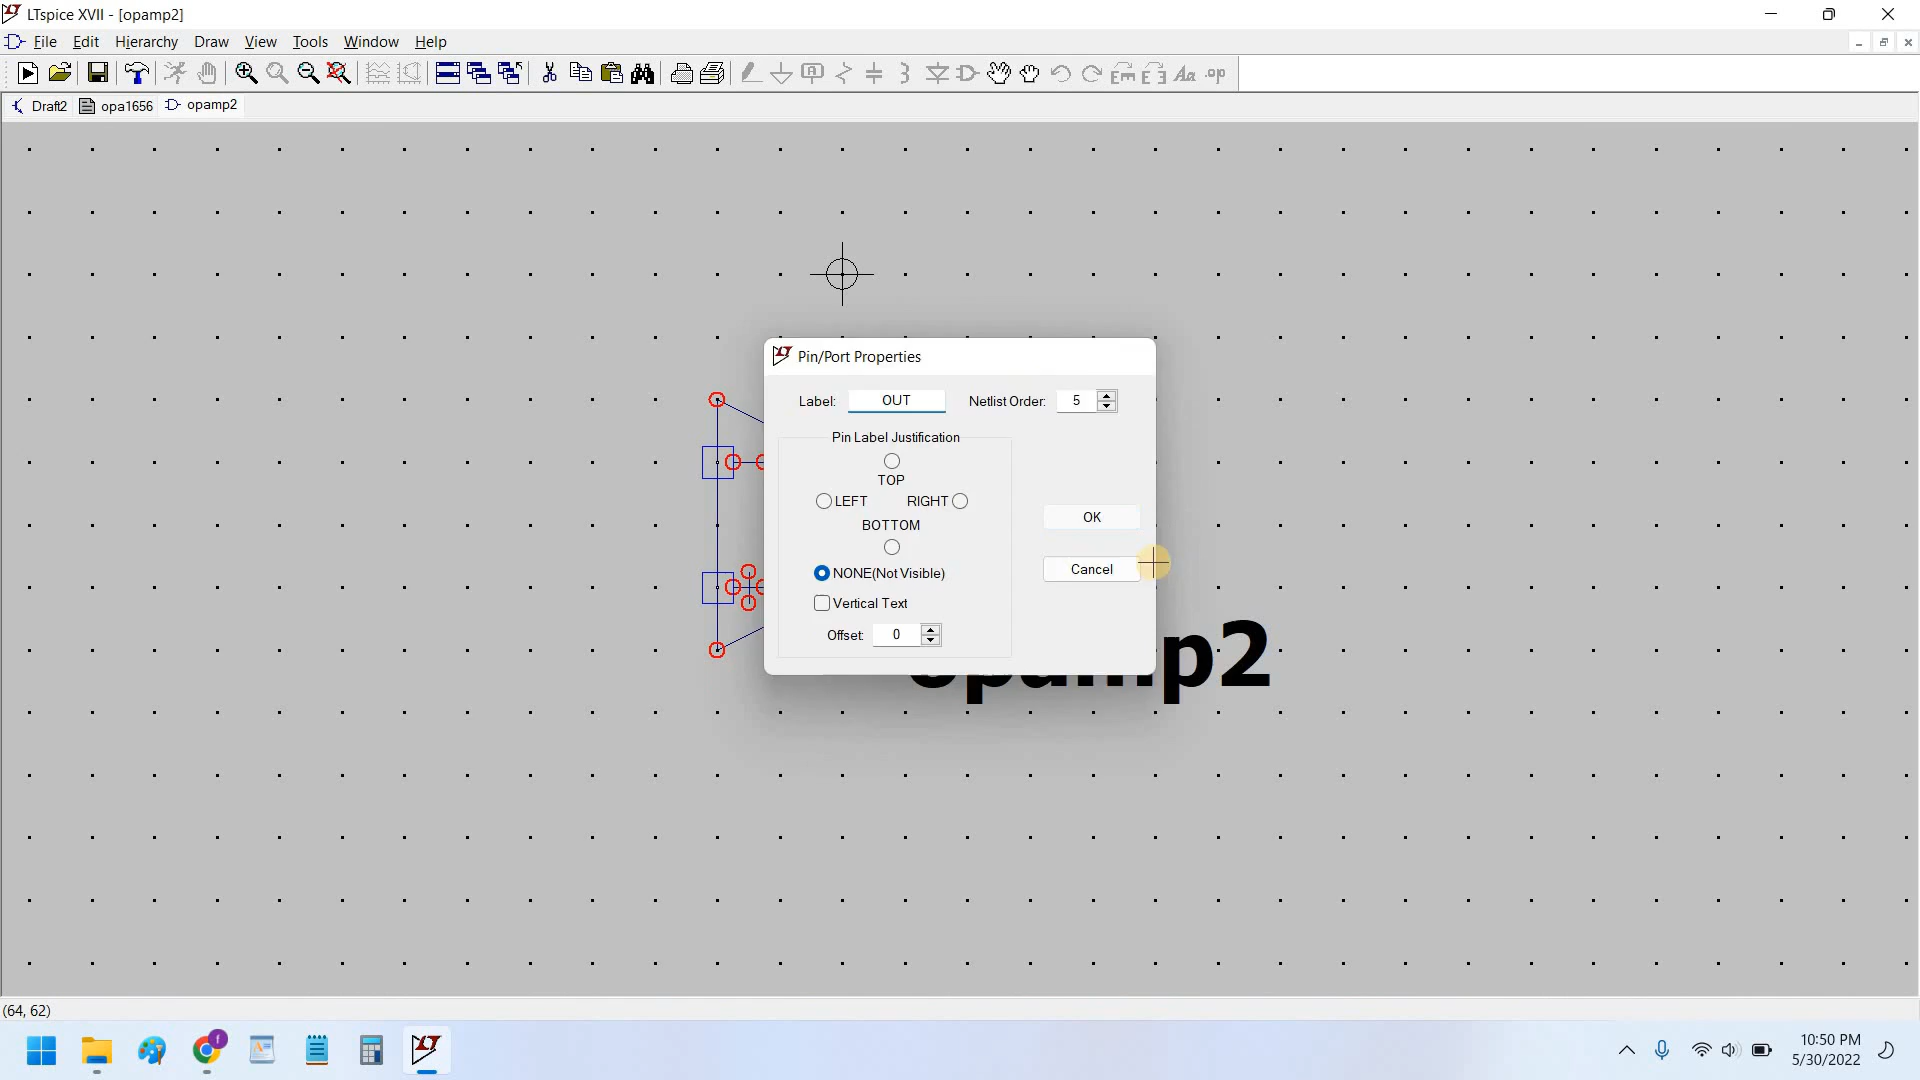 LTspice XVII - [opamp2]
File Edit Hierarchy Draw View Tools Window Help
Draft2 opa1656 opamp2
Pin/Port Properties
Label: OUT Netlist Order: 5
Pin Label Justification
TOP
LEFT RIGHT
BOTTOM
NONE(Not Visible)
Vertical Text
Offset: 0
OK
Cancel
opamp2
(64, 62)
10:50 PM
5/30/2022